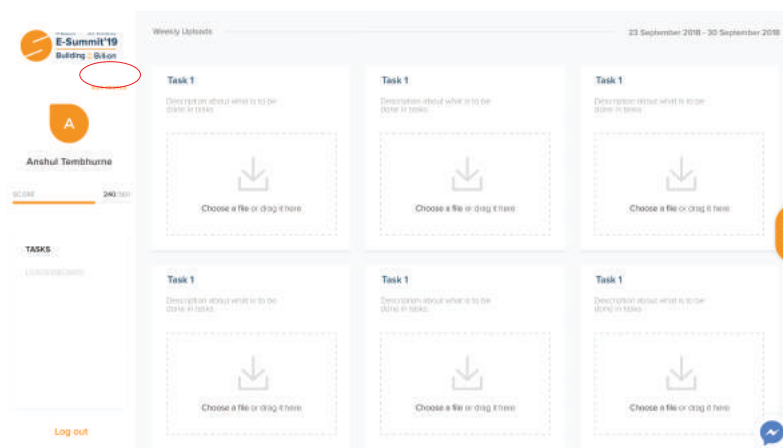 E-Summit'19
Building a Billion
Weekly Uploads
23 September 2018 - 30 September 2018
A
Anshul Tembhurne
SCORE
240/360
TASKS
LEADERBOARD
Log out
Task 1
Description about what is to be
done in tasks
Choose a file or drag it here
Task 1
Description about what is to be
done in tasks
Choose a file or drag it here
Task 1
Description about what is to be
done in tasks
Choose a file or drag it here
Task 1
Description about what is to be
done in tasks
Choose a file or drag it here
Task 1
Description about what is to be
done in tasks
Choose a file or drag it here
Task 1
Description about what is to be
done in tasks
Choose a file or drag it here